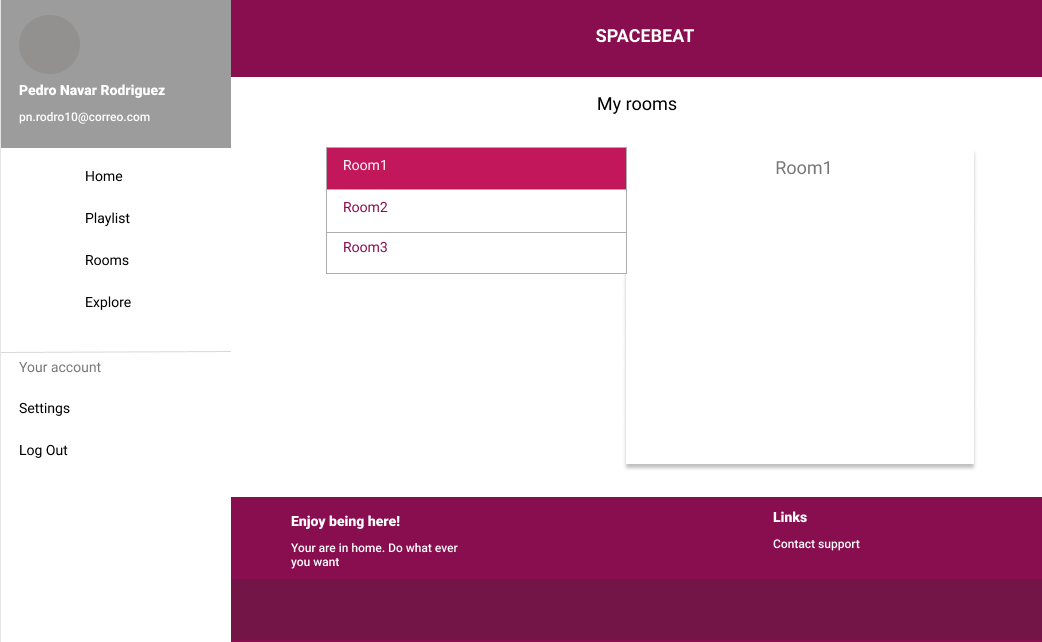 Pedro Navar Rodriguez
pn.rodro10@correo.com
Home
Playlist
Rooms
Explore
Your account
Settings
Log Out
SPACEBEAT
My rooms
Room1
Room2
Room3
Room1
Enjoy being here!
Your are in home. Do what ever
you want
Links
Contact support